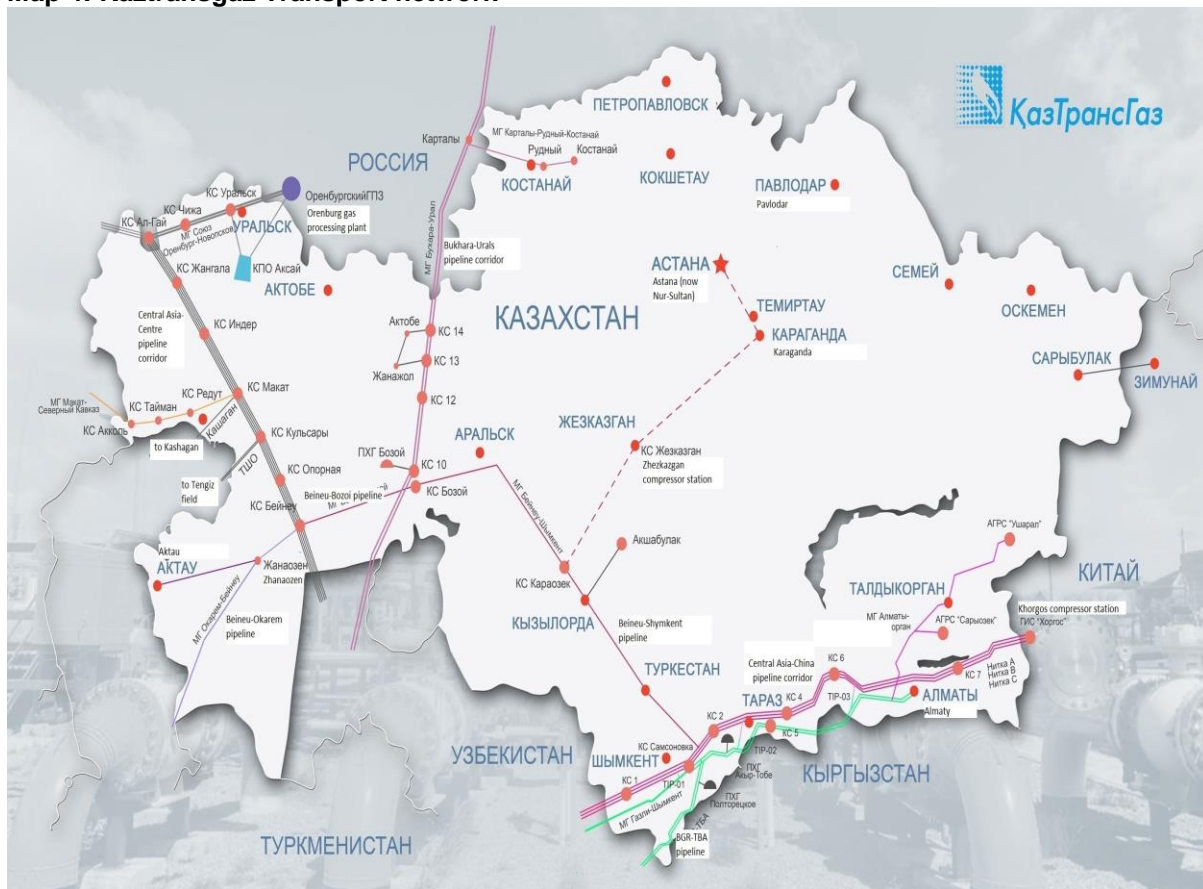 Map 4: Kaztransgaz Transport network
ҚазТрансГаз
ПЕТРОПАВЛОВСК
Карталы
МГ Карталы-Рудный-Костанай
Рудный
Костанай
РОССИЯ
КОСТАНАЙ
КОКШЕТАУ
ПАВЛОДАР
Pavlodar
КС Уральск
ОренбургскийГПЗ
Orenburg gas
processing plant
КС Чижа
КС Ал-Гай
УРАЛЬСК
МГ Союз
Оренбург-Новопсков
МГ Бухара-Урал
Bukhara-Urals
pipeline corridor
КС Жангала
КПО Аксай
АКТОБЕ
АСТАНА
Astana (now
Nur-Sultan)
СЕМЕЙ
ОСКЕМЕН
Central Asia-
Centre
pipeline
corridor
КС Индер
КАЗАХСТАН
ТЕМИРТАУ
КАРАГАНДА
Karaganda
Актобе
КС 14
КС 13
Жанажол
КС 12
САРЫБУЛАК
ЗИМУНАЙ
КС Макат
КС Редут
КС Тайман
МГ Макат-
Северный Кавказ
КС Акколь
Кашаган
to Kashagan
КС Кульсары
ТШО
to Tengiz
field
КС Опорная
ЖЕЗКАЗГАН
КС Жезказган
Zhezkazgan
compressor station
АРАЛЬСК
ПХГ Бозой
КС 10
КС Бозой
Beineu-Bozoi pipeline
КС Бейнеу
МГ Бейнеу-Шымкент
Акшабулак
АГРС "Ушарал"
Aktau
АКТАУ
Жанаозен
Zhanaozen
КС Караозек
МГ Окарем-Бейнеу
Beineu-Okarem
pipeline
КЫЗЫЛОРДА
Beineu-Shymkent
pipeline
ТАЛДЫКОРГАН
КИТАЙ
МГ Алматы-
орган
АГРС "Сарыозек"
Khorgos compressor station
ГИС "Хоргос"
ТУРКЕСТАН
Central Asia-China
pipeline corridor
КС 6
КС 7
Нитка A
Нитка B
Нитка C
ТАРАЗ
КС 4
TIP-03
АЛМАТЫ
Almaty
КС 2
КС 5
КС Самсоновка
УЗБЕКИСТАН
ШЫМКЕНТ
TIP-02
ПХГ
Акыр-Тобе
КЫРГЫЗСТАН
КС 1
TIP-01
ПХГ
Полторецкое
МГ Газли-Шымкент
-ТБА
BGR-TBA
pipeline
ТУРКМЕНИСТАН